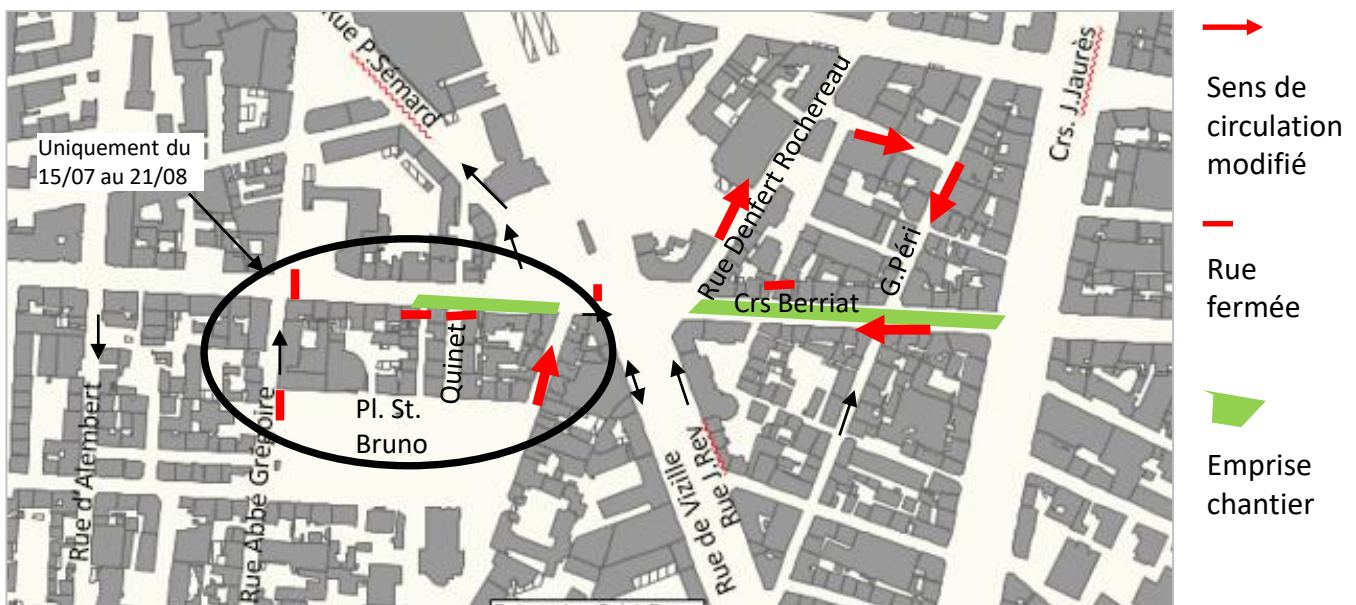 Rue P.Sémard
Uniquement du
15/07 au 21/08
Rue Denfert Rochereau
Crs. J.Jaurès
G.Péri
Crs Berriat
Quinet
Pl. St.
Bruno
Rue d'Alembert
Rue Abbé Grégoire
Rue de Vizille
Rue J.Rey
Sens de
circulation
modifié
Rue
fermée
Emprise
chantier